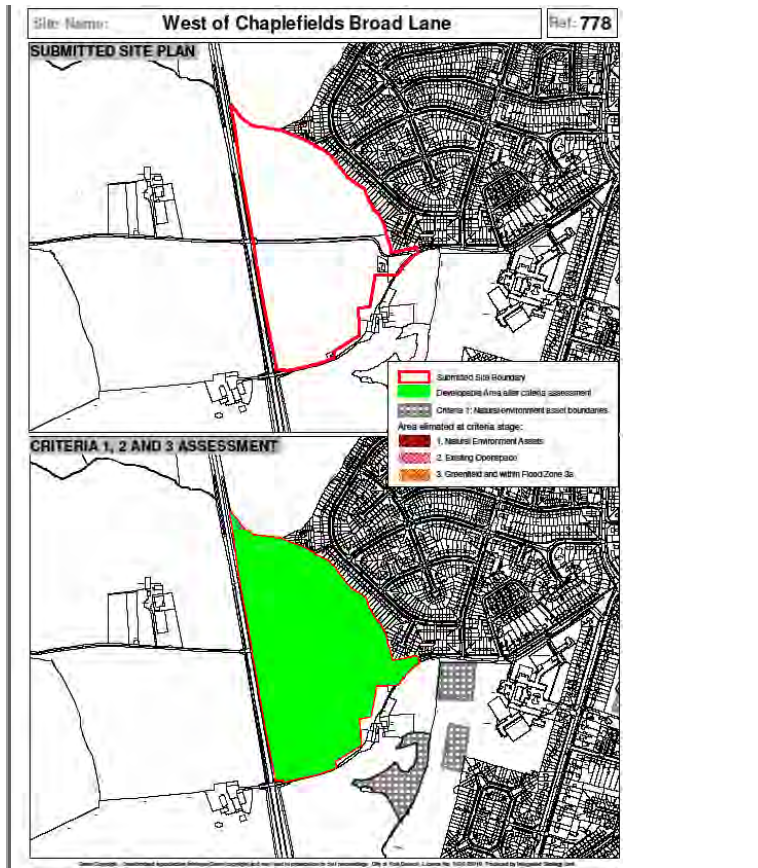 Site Name: West of Chaplefields Broad Lane Ref: 778
SUBMITTED SITE PLAN
Submitted Site Boundary
Developable Area after criteria assessment
Criteria 1: Natural environment asset boundaries
Area elimated at criteria stage:
1. Natural Environment Assets
2. Existing Openspace
3. Greenfield and within Flood Zone 3a
CRITERIA 1, 2 AND 3 ASSESSMENT